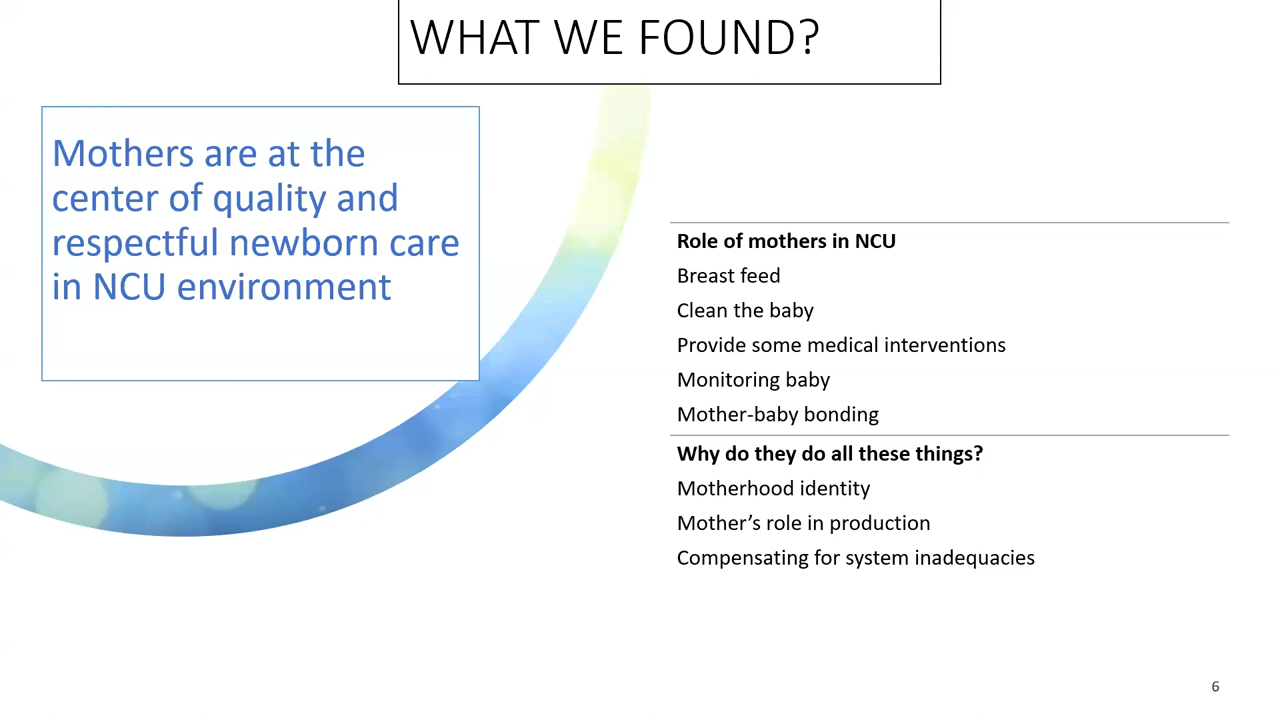 WHAT WE FOUND?
Mothers are at the
center of quality and
respectful newborn care
in NCU environment
Role of mothers in NCU
Breast feed
Clean the baby
Provide some medical interventions
Monitoring baby
Mother-baby bonding
Why do they do all these things?
Motherhood identity
Mother’s role in production
Compensating for system inadequacies
6